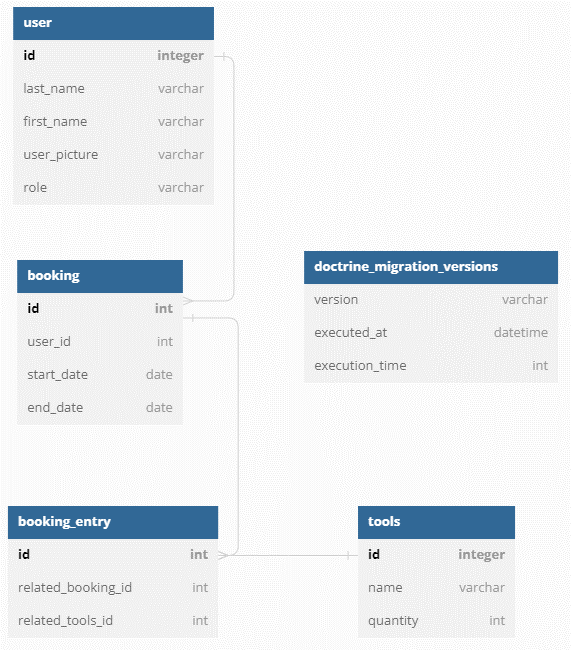 user
id integer
last_name varchar
first_name varchar
user_picture varchar
role varchar
booking
id int
user_id int
start_date date
end_date date
doctrine_migration_versions
version varchar
executed_at datetime
execution_time int
booking_entry
id int
related_booking_id int
related_tools_id int
tools
id integer
name varchar
quantity int